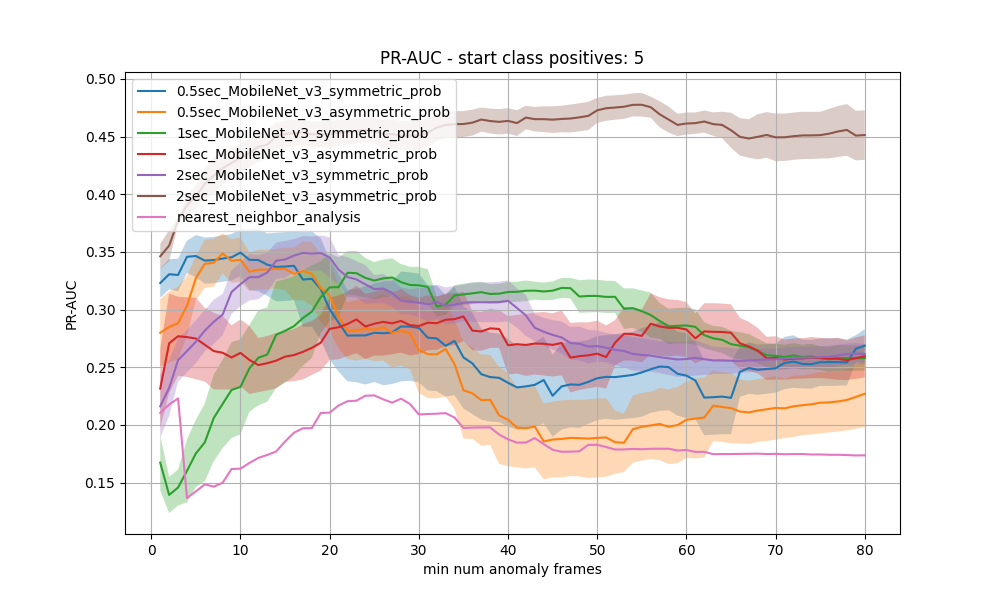 PR-AUC - start class positives: 5
0.5sec_MobileNet_v3_symmetric_prob
0.5sec_MobileNet_v3_asymmetric_prob
1sec_MobileNet_v3_symmetric_prob
1sec_MobileNet_v3_asymmetric_prob
2sec_MobileNet_v3_symmetric_prob
2sec_MobileNet_v3_asymmetric_prob
nearest_neighbor_analysis
PR-AUC
0.50
0.45
0.40
0.35
0.30
0.25
0.20
0.15
0 10 20 30 40 50 60 70 80
min num anomaly frames